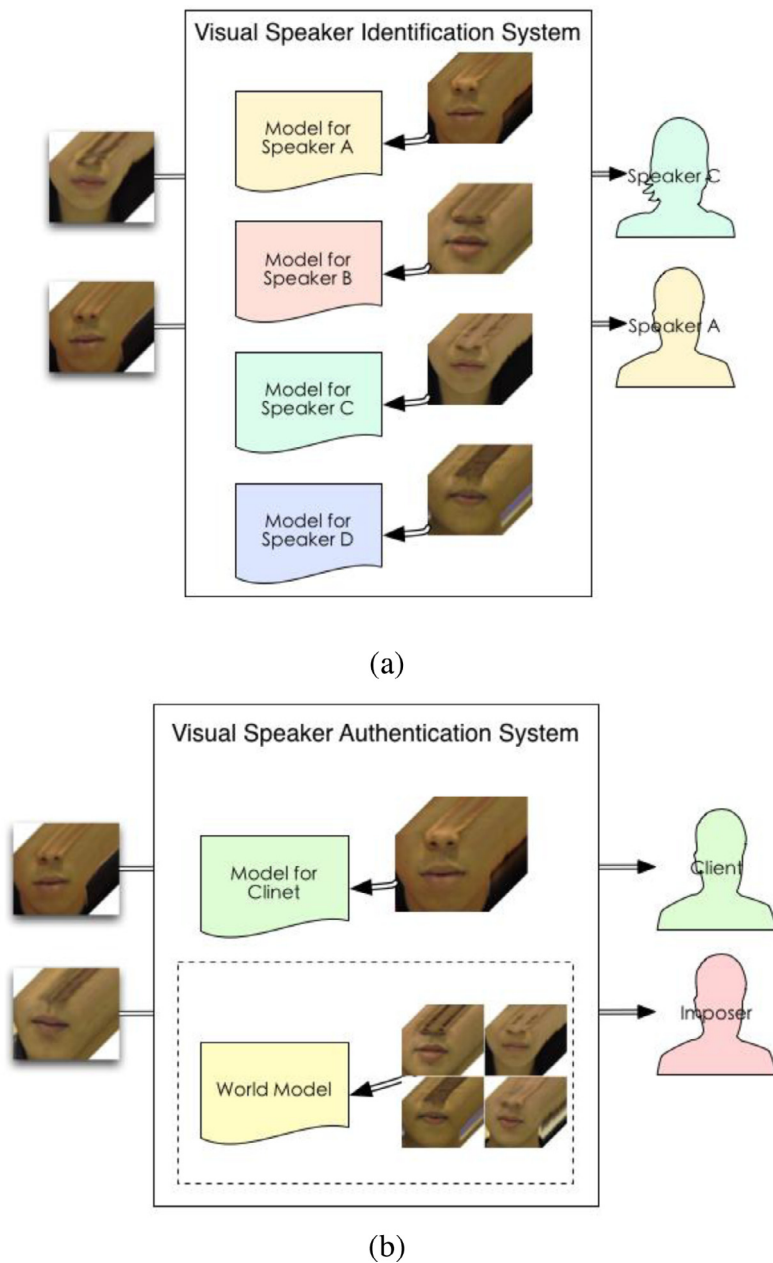 Visual Speaker Identification System
Model for
Speaker A
Model for
Speaker B
Model for
Speaker C
Model for
Speaker D
Speaker C
Speaker A
(a)
Visual Speaker Authentication System
Model for
Clinet
World Model
Client
Imposer
(b)